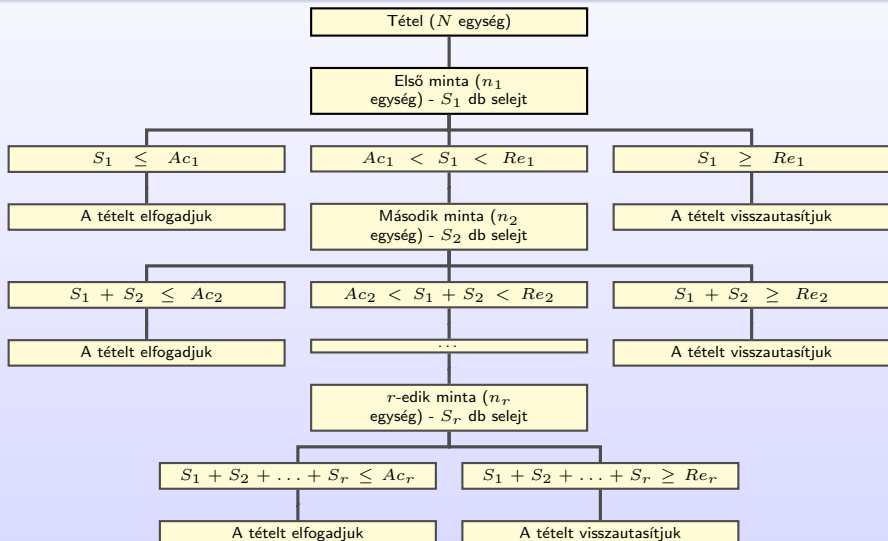 Tétel (N egység)
Első minta (n₁
egység) - S₁ db selejt
S₁ ≤ Ac₁
Ac₁ < S₁ < Re₁
S₁ ≥ Re₁
A tételt elfogadjuk
Második minta (n₂
egység) - S₂ db selejt
A tételt visszautasítjuk
S₁ + S₂ ≤ Ac₂
Ac₂ < S₁ + S₂ < Re₂
S₁ + S₂ ≥ Re₂
A tételt elfogadjuk
...
A tételt visszautasítjuk
r-edik minta (nᵣ
egység) - Sᵣ db selejt
S₁ + S₂ + ... + Sᵣ ≤ Acᵣ
S₁ + S₂ + ... + Sᵣ ≥ Reᵣ
A tételt elfogadjuk
A tételt visszautasítjuk